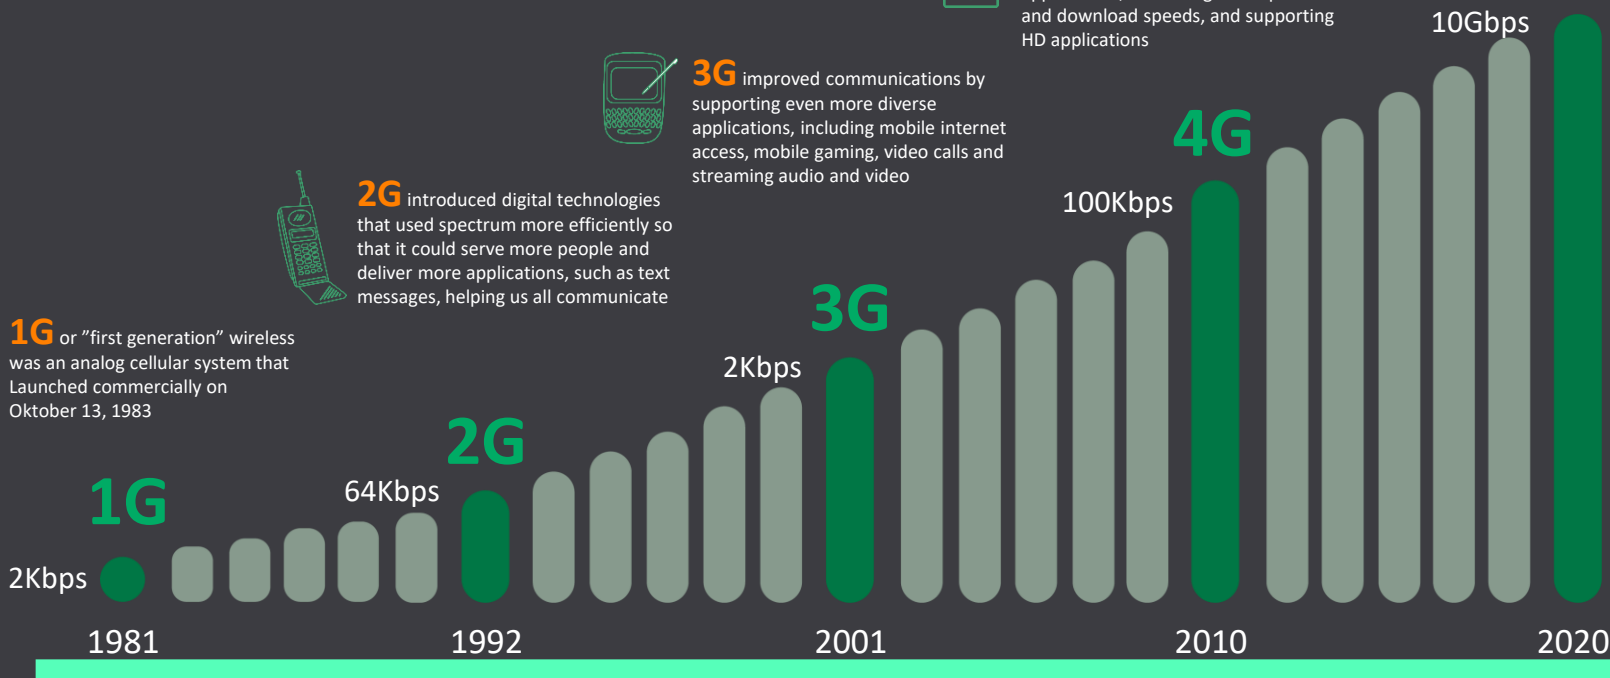 and download speeds, and supporting
HD applications
10Gbps
3G improved communications by
supporting even more diverse
applications, including mobile internet
access, mobile gaming, video calls and
streaming audio and video
4G
2G introduced digital technologies
that used spectrum more efficiently so
that it could serve more people and
deliver more applications, such as text
messages, helping us all communicate
100Kbps
3G
1G or ”first generation” wireless
was an analog cellular system that
Launched commercially on
Oktober 13, 1983
2Kbps
2G
64Kbps
1G
2Kbps
1981
1992
2001
2010
2020